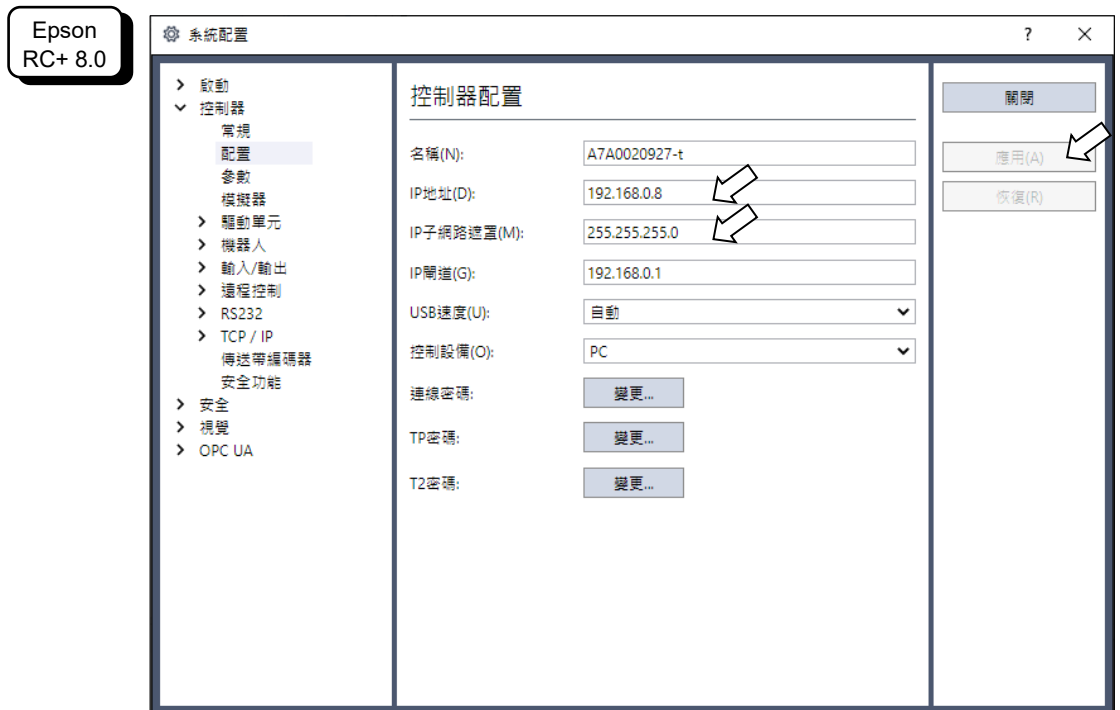 Epson
RC+ 8.0
系統配置
啟動
控制器
常規
配置
參數
模擬器
驅動單元
機器人
輸入/輸出
遠程控制
RS232
TCP / IP
傳送帶編碼器
安全功能
安全
視覺
OPC UA
控制器配置
名稱(N): A7A0020927-t
IP地址(D): 192.168.0.8
IP子網路遮罩(M): 255.255.255.0
IP閘道(G): 192.168.0.1
USB速度(U): 自動
控制設備(O): PC
連線密碼: 變更...
TP密碼: 變更...
T2密碼: 變更...
關閉
應用(A)
恢復(R)